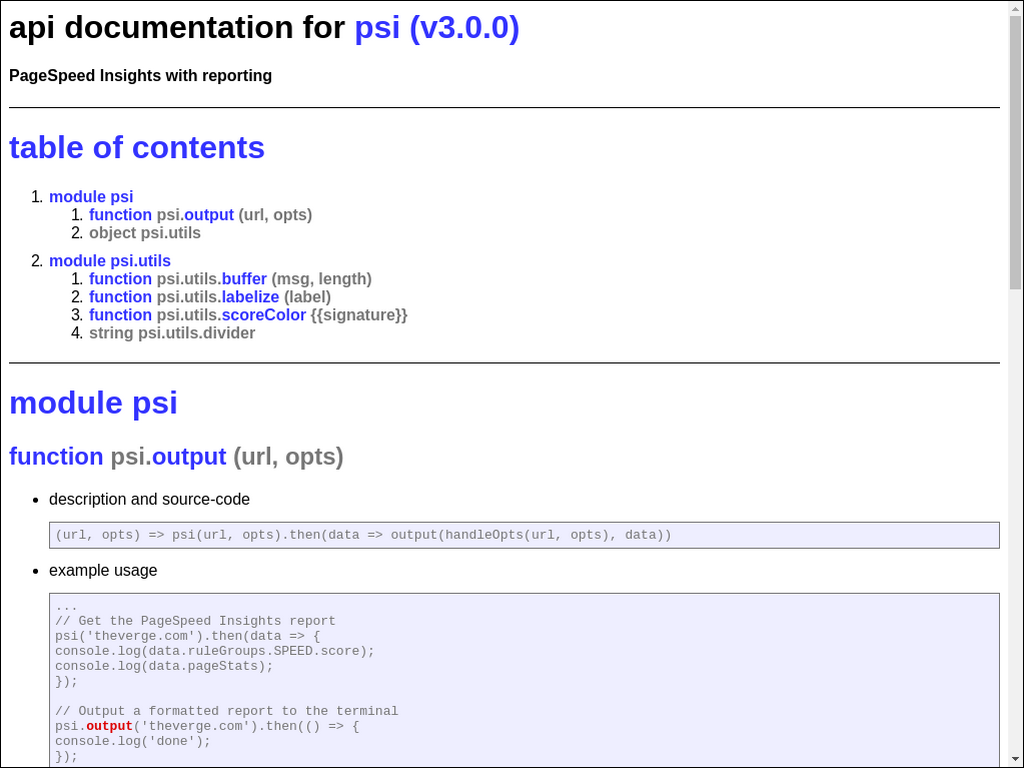 api documentation for psi (v3.0.0)
PageSpeed Insights with reporting
table of contents
1. module psi
1. function psi.output (url, opts)
2. object psi.utils
2. module psi.utils
1. function psi.utils.buffer (msg, length)
2. function psi.utils.labelize (label)
3. function psi.utils.scoreColor {{signature}}
4. string psi.utils.divider
module psi
function psi.output (url, opts)
• description and source-code
(url, opts) => psi(url, opts).then(data => output(handleOpts(url, opts), data))
• example usage
...
// Get the PageSpeed Insights report
psi('theverge.com').then(data => {
console.log(data.ruleGroups.SPEED.score);
console.log(data.pageStats);
});
// Output a formatted report to the terminal
psi.output('theverge.com').then(() => {
console.log('done');
});